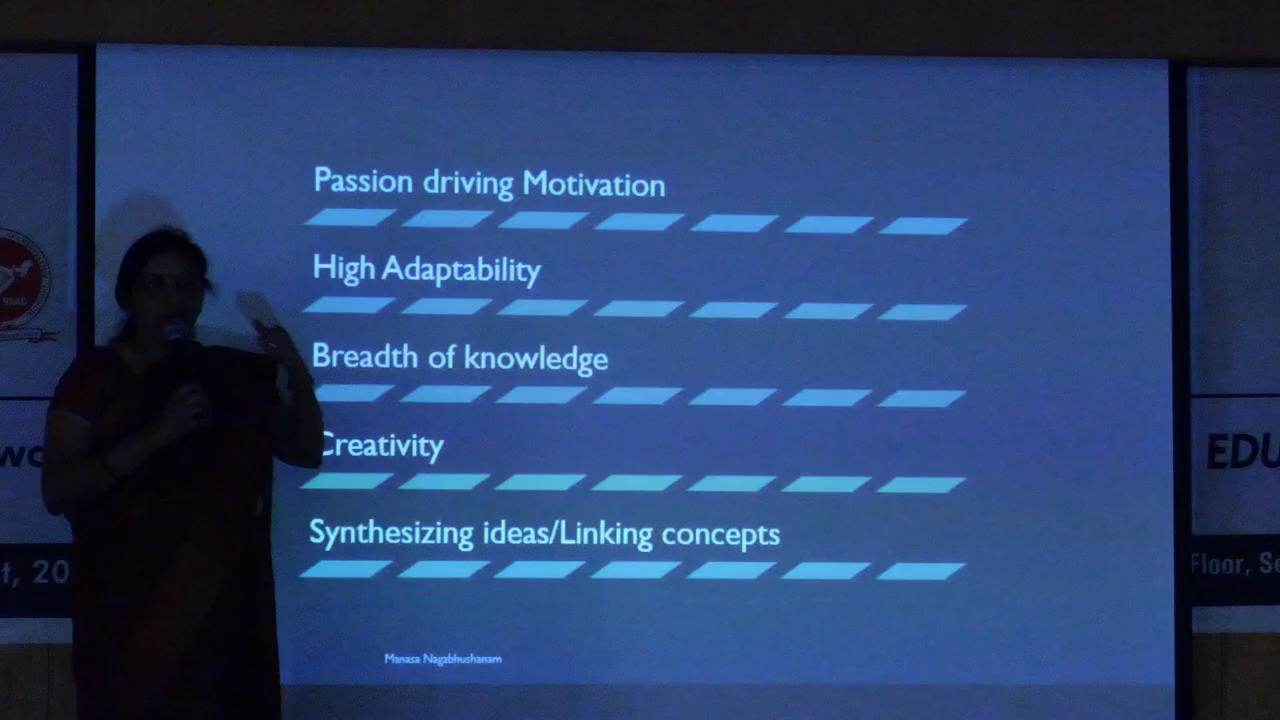 Passion driving Motivation
High Adaptability
Breadth of knowledge
Creativity
Synthesizing ideas/Linking concepts
Manasa Nagabhushanam
EDU
t, 20
Floor, Se